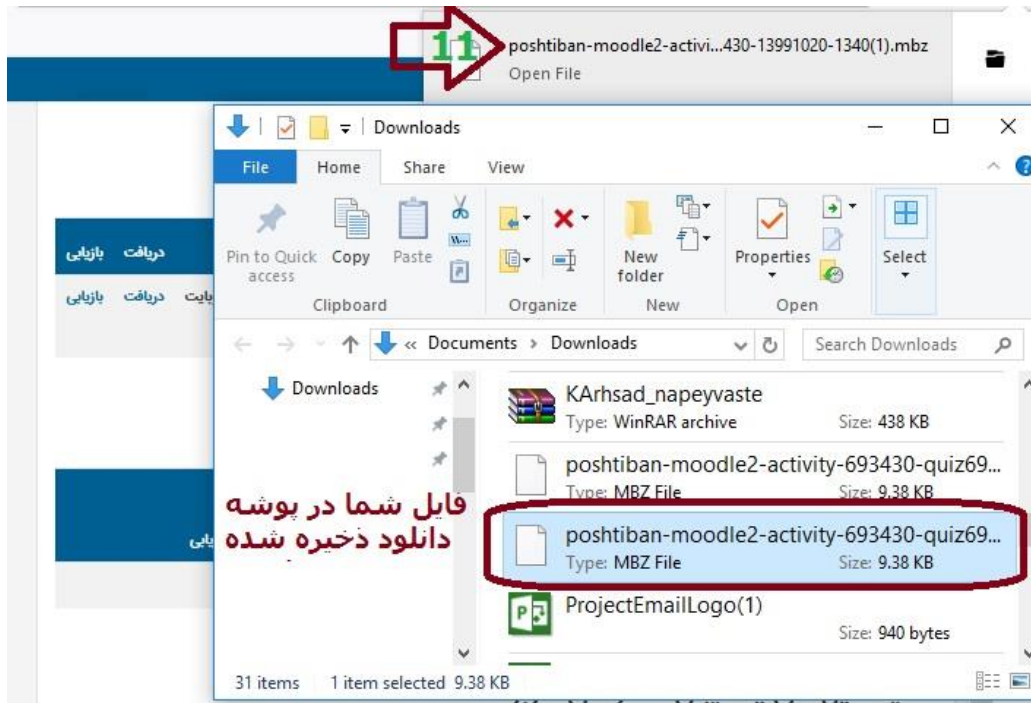 11
poshtiban-moodle2-activi...430-13991020-1340(1).mbz
Open File
Downloads
File Home Share View
Pin to Quick access Copy Paste New folder Properties Select
Clipboard Organize New Open
« Documents › Downloads Search Downloads
Downloads
KArhsad_napeyvaste
Type: WinRAR archive Size: 438 KB
poshtiban-moodle2-activity-693430-quiz69...
Type: MBZ File Size: 9.38 KB
poshtiban-moodle2-activity-693430-quiz69...
Type: MBZ File Size: 9.38 KB
ProjectEmailLogo(1)
Size: 940 bytes
31 items 1 item selected 9.38 KB
دریافت بازیابی
دریافت بازیابی
فایل شما در پوشه
دانلود ذخیره شده